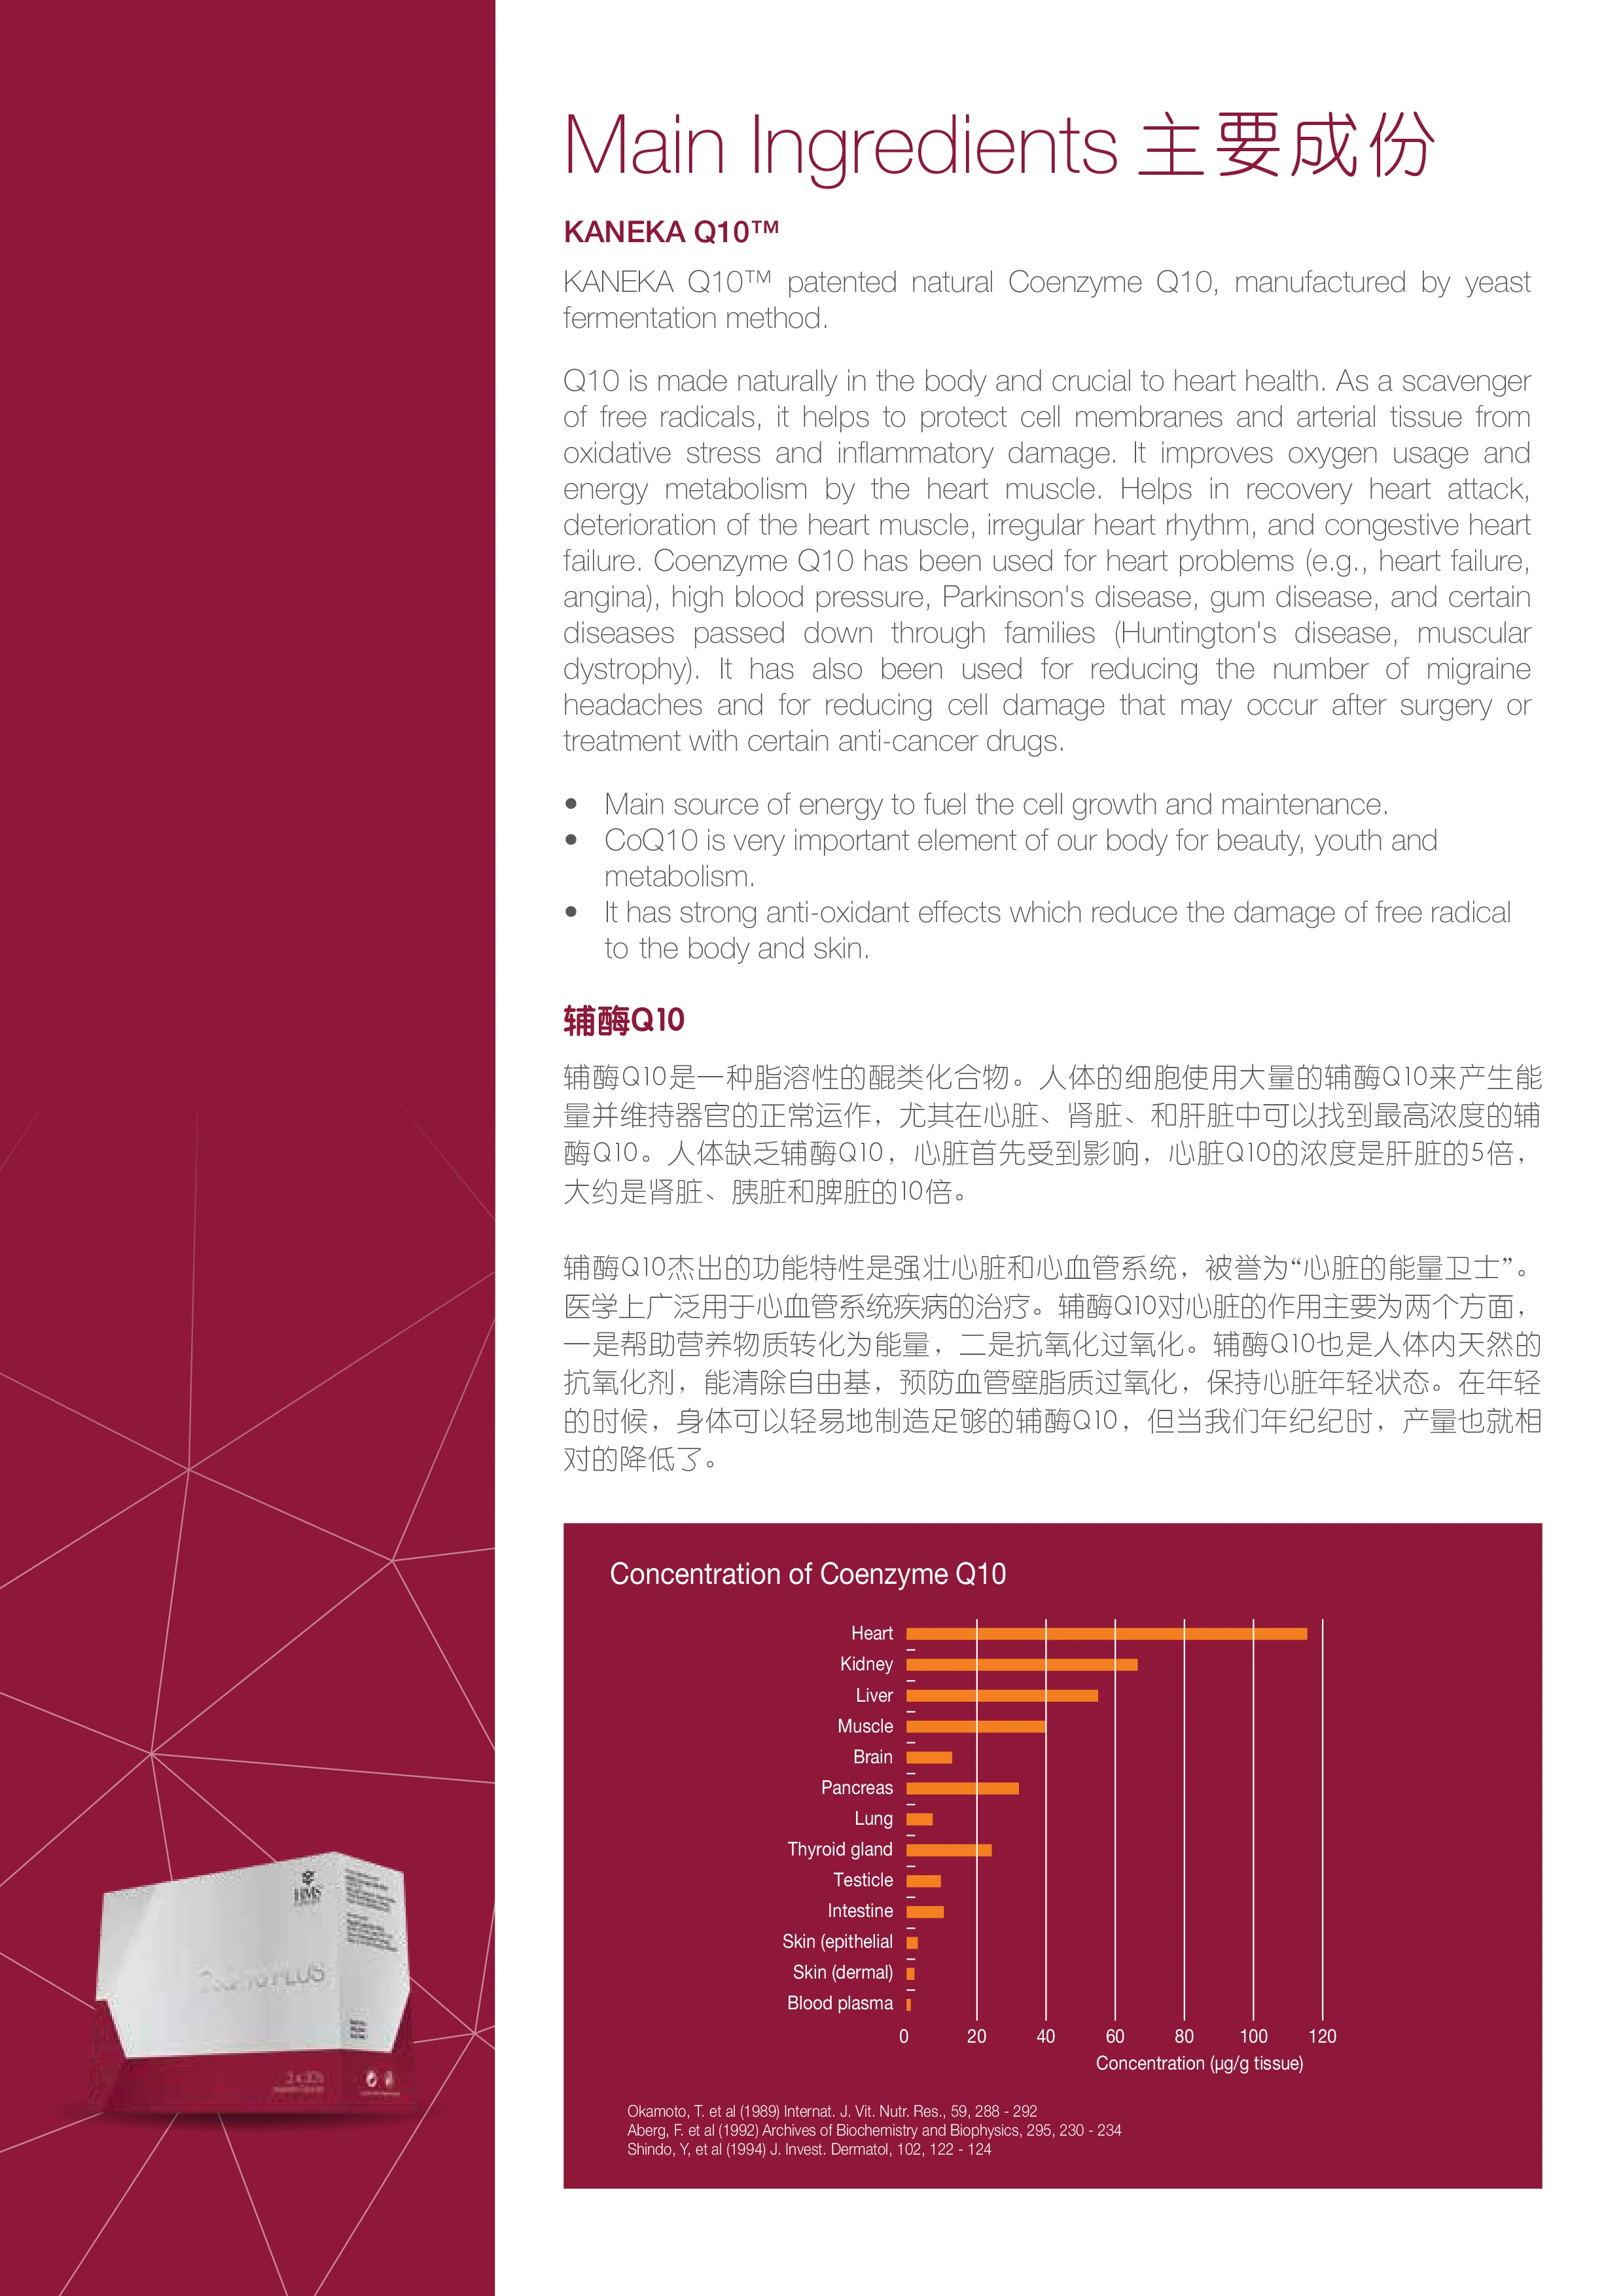 Main Ingredients 主要成份
KANEKA Q10™
KANEKA Q10™ patented natural Coenzyme Q10, manufactured by yeast
fermentation method.
Q10 is made naturally in the body and crucial to heart health. As a scavenger
of free radicals, it helps to protect cell membranes and arterial tissue from
oxidative stress and inflammatory damage. It improves oxygen usage and
energy metabolism by the heart muscle. Helps in recovery heart attack,
deterioration of the heart muscle, irregular heart rhythm, and congestive heart
failure. Coenzyme Q10 has been used for heart problems (e.g., heart failure,
angina), high blood pressure, Parkinson's disease, gum disease, and certain
diseases passed down through families (Huntington's disease, muscular
dystrophy). It has also been used for reducing the number of migraine
headaches and for reducing cell damage that may occur after surgery or
treatment with certain anti-cancer drugs.
• Main source of energy to fuel the cell growth and maintenance.
• CoQ10 is very important element of our body for beauty, youth and
metabolism.
• It has strong anti-oxidant effects which reduce the damage of free radical
to the body and skin.
辅酶Q10
辅酶Q10是一种脂溶性的醌类化合物。人体的细胞使用大量的辅酶Q10来产生能
量并维持器官的正常运作，尤其在心脏、肾脏、和肝脏中可以找到最高浓度的辅
酶Q10。人体缺乏辅酶Q10，心脏首先受到影响，心脏Q10的浓度是肝脏的5倍，
大约是肾脏、胰脏和脾脏的10倍。
辅酶Q10杰出的功能特性是强壮心脏和心血管系统，被誉为“心脏的能量卫士”。
医学上广泛用于心血管系统疾病的治疗。辅酶Q10对心脏的作用主要为两个方面，
一是帮助营养物质转化为能量，二是抗氧化过氧化。辅酶Q10也是人体内天然的
抗氧化剂，能清除自由基，预防血管壁脂质过氧化，保持心脏年轻状态。在年轻
的时候，身体可以轻易地制造足够的辅酶Q10，但当我们年纪纪时，产量也就相
对的降低了。
Concentration of Coenzyme Q10
Heart
Kidney
Liver
Muscle
Brain
Pancreas
Lung
Thyroid gland
Testicle
Intestine
Skin (epithelial
Skin (dermal)
Blood plasma
0 20 40 60 80 100 120
Concentration (µg/g tissue)
Okamoto, T. et al (1989) Internat. J. Vit. Nutr. Res., 59, 288 - 292
Aberg, F. et al (1992) Archives of Biochemistry and Biophysics, 295, 230 - 234
Shindo, Y, et al (1994) J. Invest. Dermatol, 102, 122 - 124
HMS
PLUS